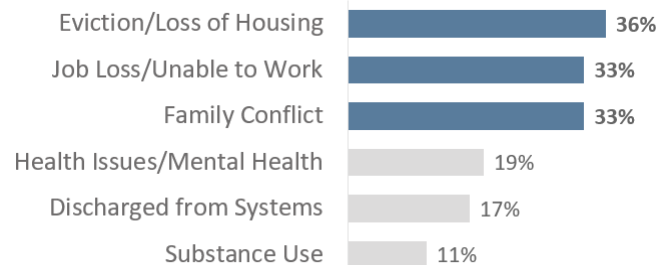 Eviction/Loss of Housing 36%
Job Loss/Unable to Work 33%
Family Conflict 33%
Health Issues/Mental Health 19%
Discharged from Systems 17%
Substance Use 11%